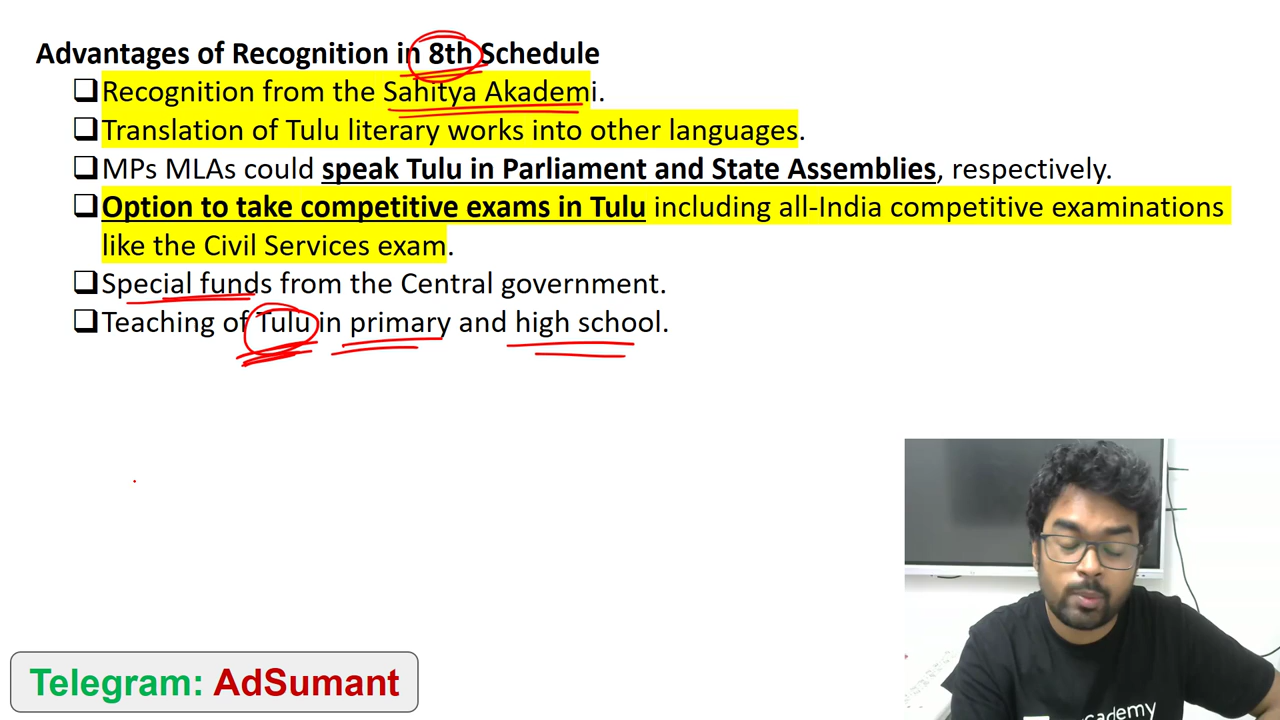 Advantages of Recognition in 8th Schedule
❑Recognition from the Sahitya Akademi.
❑Translation of Tulu literary works into other languages.
❑MPs MLAs could speak Tulu in Parliament and State Assemblies, respectively.
❑Option to take competitive exams in Tulu including all-India competitive examinations
like the Civil Services exam.
❑Special funds from the Central government.
❑Teaching of Tulu in primary and high school.
Telegram: AdSumant